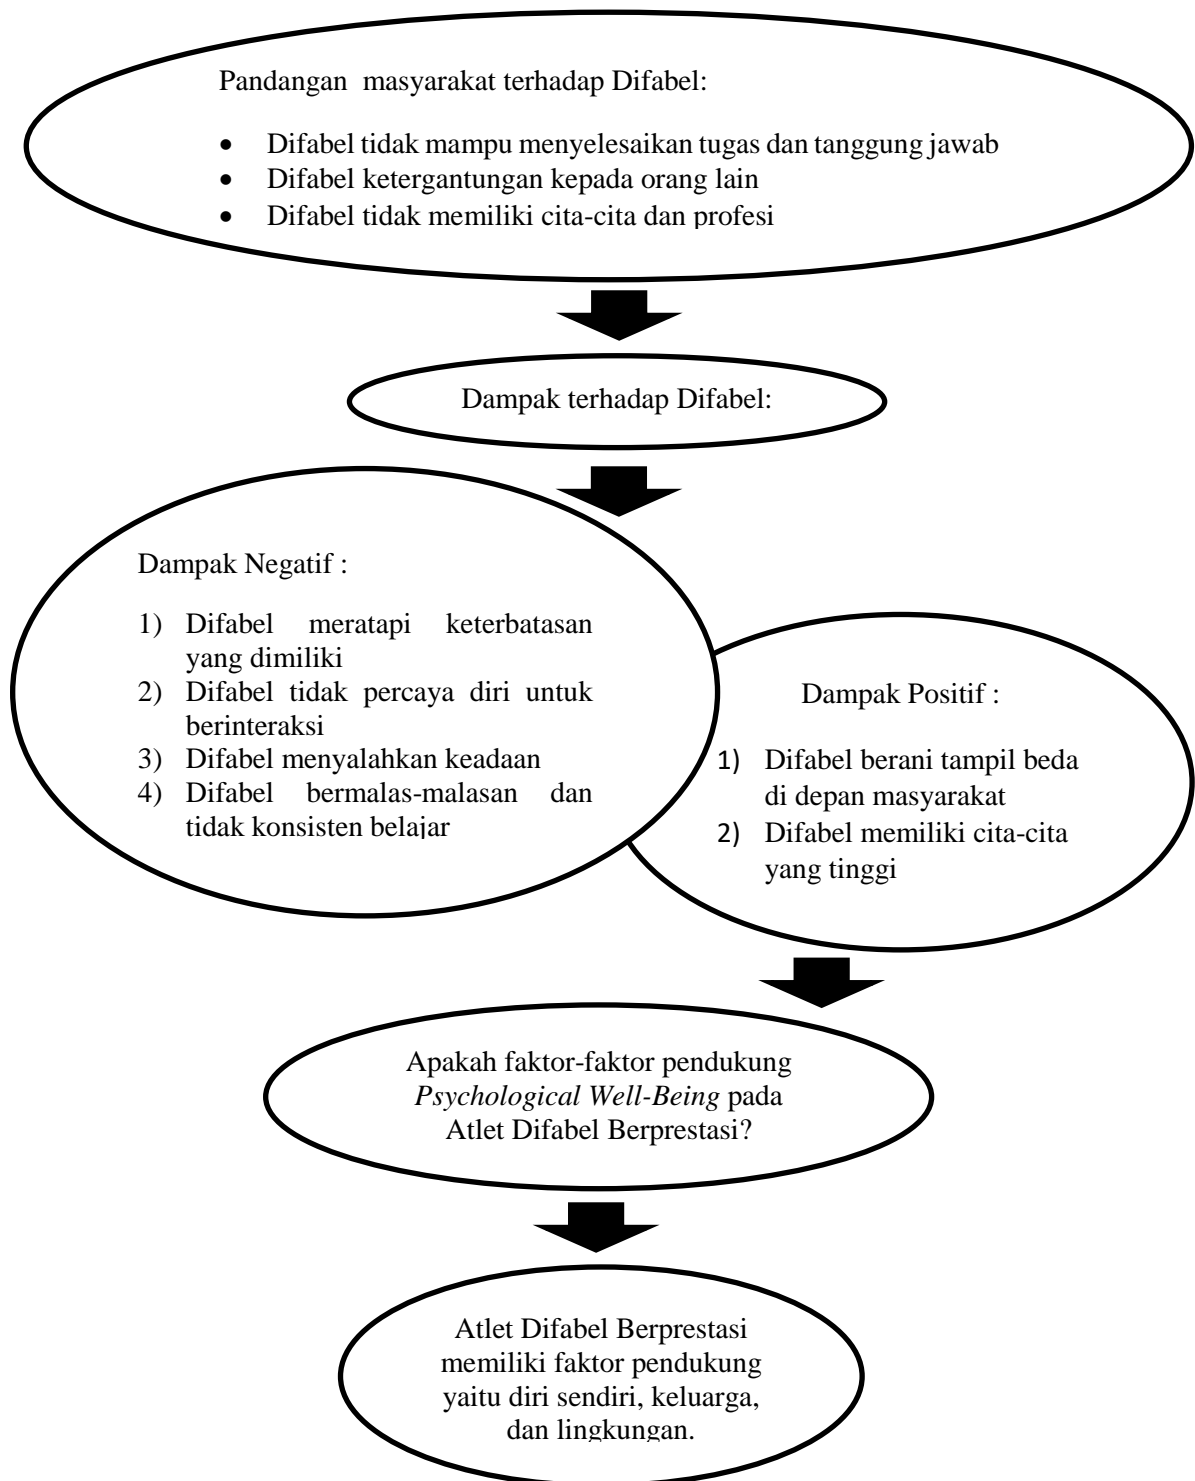 Pandangan masyarakat terhadap Difabel:
• Difabel tidak mampu menyelesaikan tugas dan tanggung jawab
• Difabel ketergantungan kepada orang lain
• Difabel tidak memiliki cita-cita dan profesi
Dampak terhadap Difabel:
Dampak Negatif :
1) Difabel meratapi keterbatasan
yang dimiliki
2) Difabel tidak percaya diri untuk
berinteraksi
3) Difabel menyalahkan keadaan
4) Difabel bermalas-malasan dan
tidak konsisten belajar
Dampak Positif :
1) Difabel berani tampil beda
di depan masyarakat
2) Difabel memiliki cita-cita
yang tinggi
Apakah faktor-faktor pendukung
Psychological Well-Being pada
Atlet Difabel Berprestasi?
Atlet Difabel Berprestasi
memiliki faktor pendukung
yaitu diri sendiri, keluarga,
dan lingkungan.